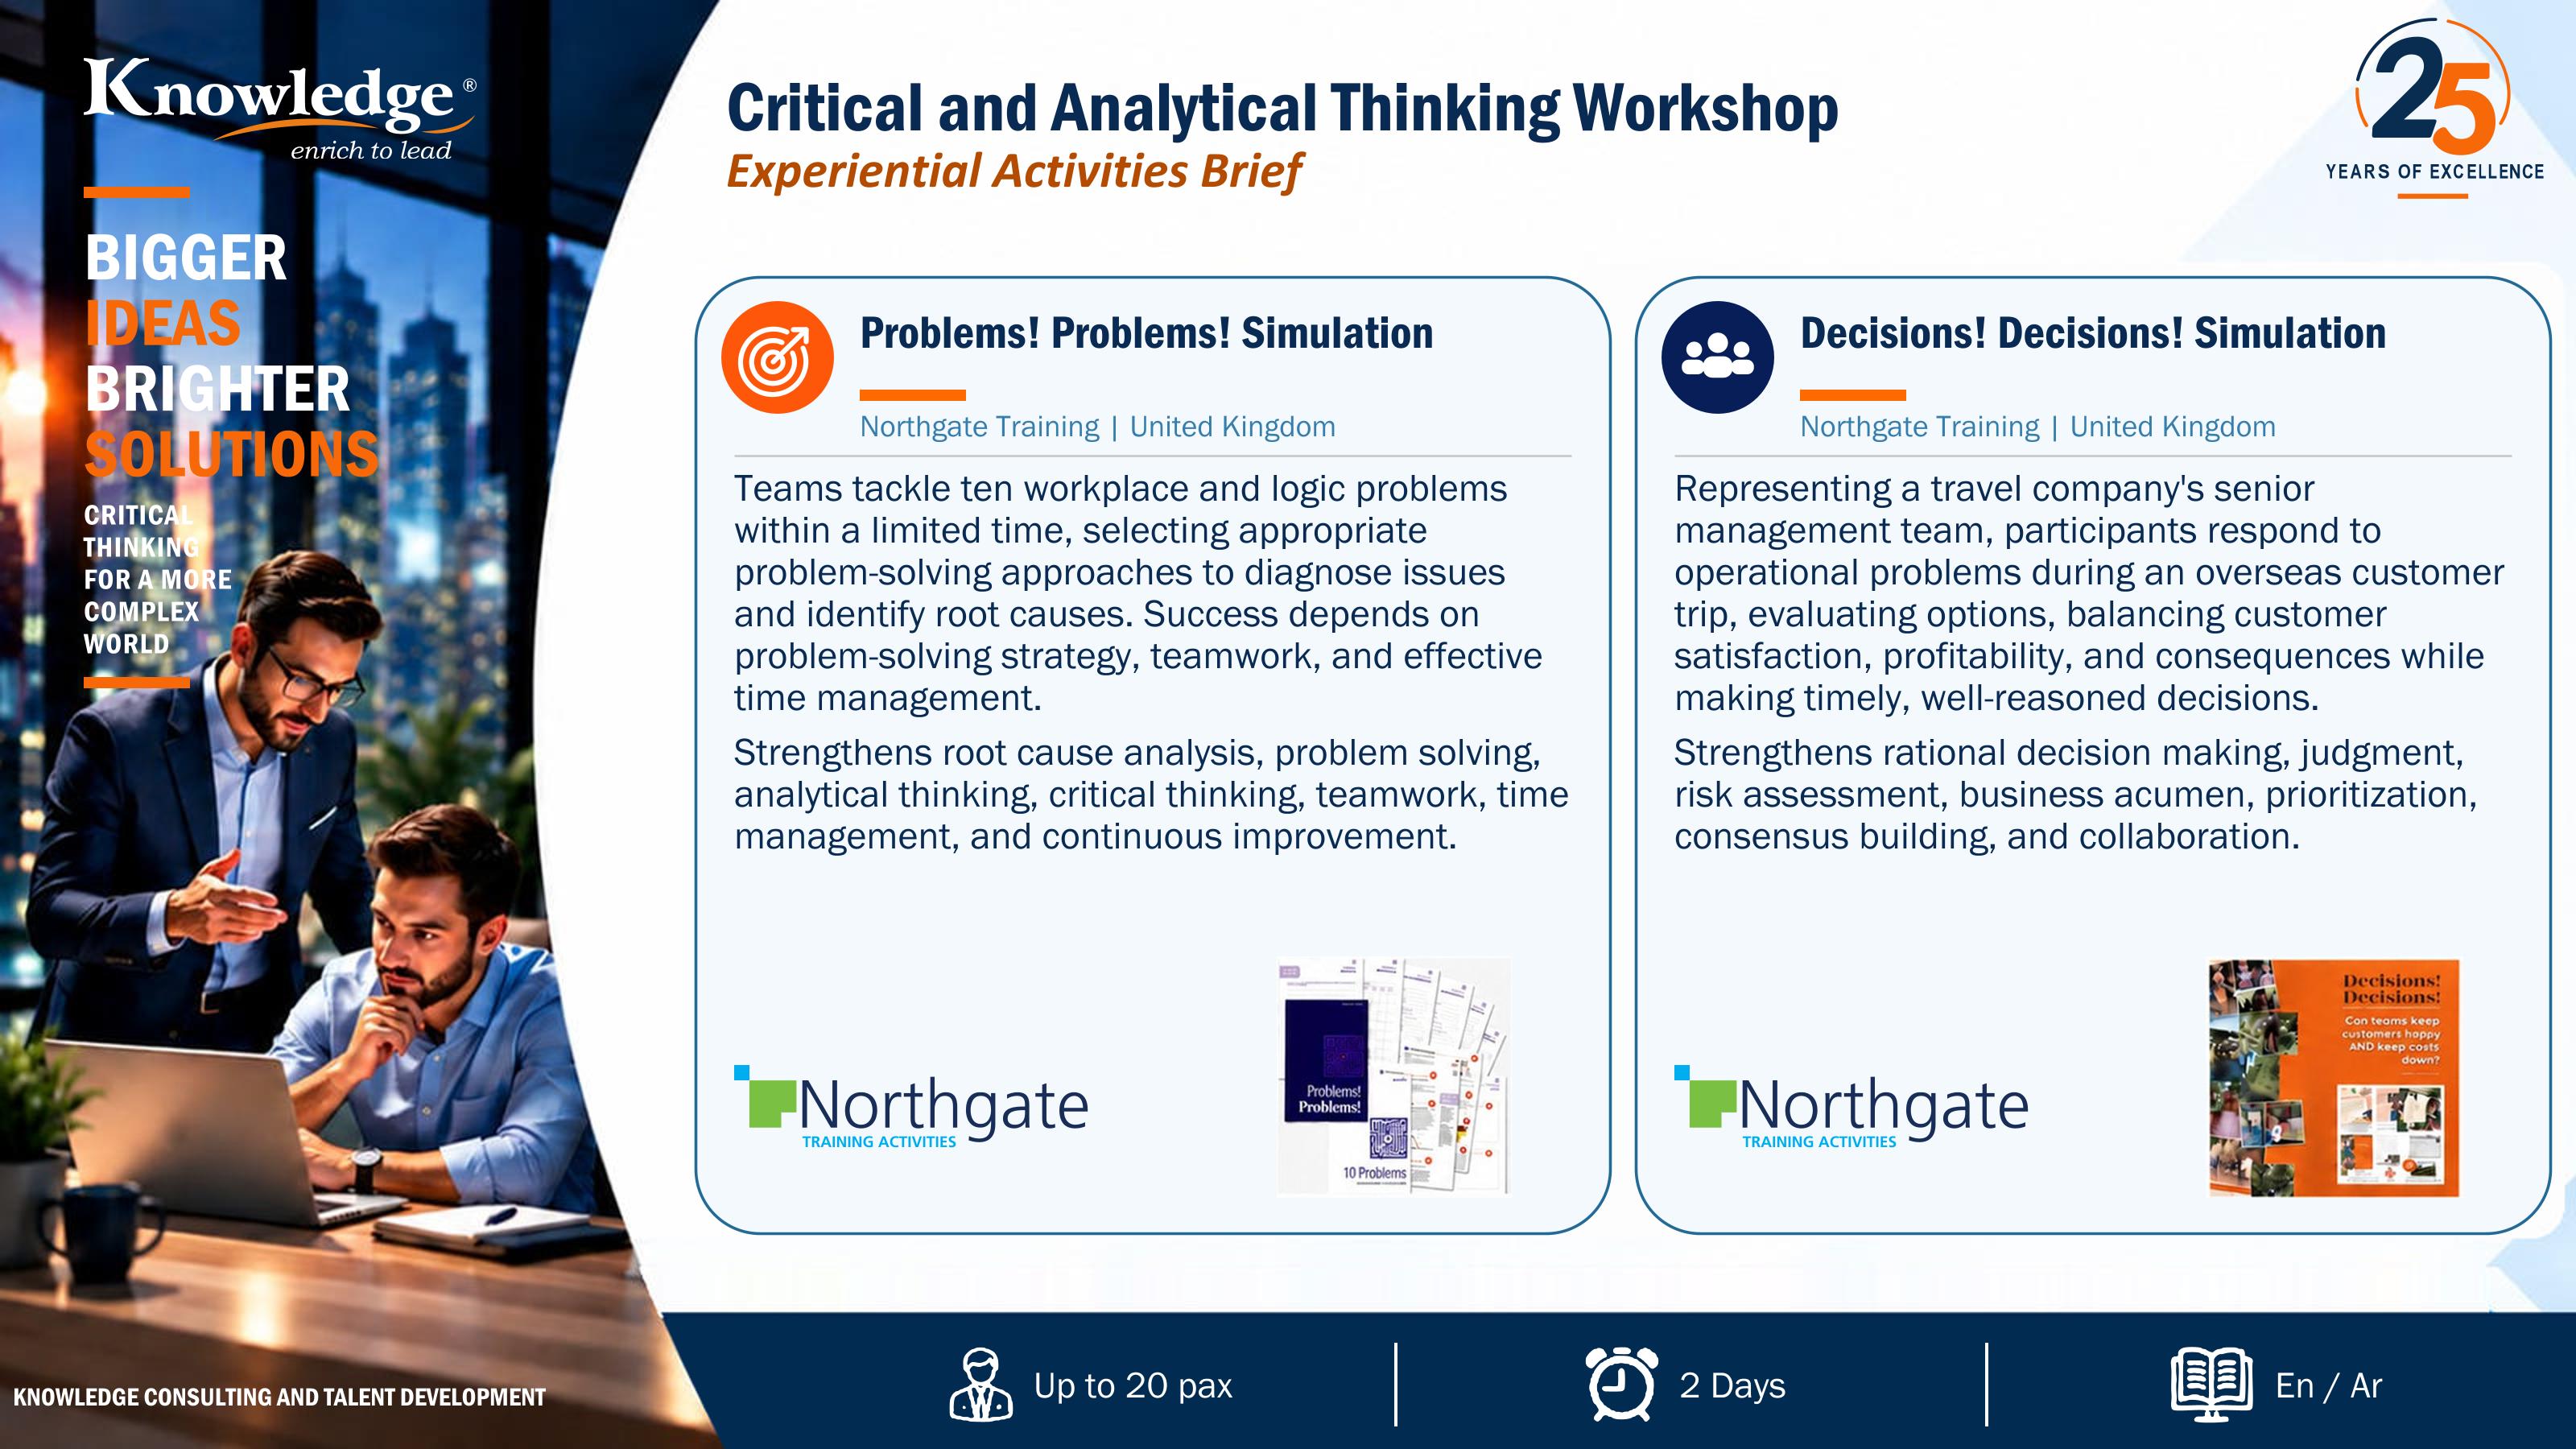 Knowledge®
enrich to lead
BIGGER
IDEAS
BRIGHTER
SOLUTIONS
CRITICAL
THINKING
FOR A MORE
COMPLEX
WORLD
KNOWLEDGE CONSULTING AND TALENT DEVELOPMENT
Critical and Analytical Thinking Workshop
Experiential Activities Brief
25
YEARS OF EXCELLENCE
Problems! Problems! Simulation
Northgate Training | United Kingdom
Teams tackle ten workplace and logic problems
within a limited time, selecting appropriate
problem-solving approaches to diagnose issues
and identify root causes. Success depends on
problem-solving strategy, teamwork, and effective
time management.
Strengthens root cause analysis, problem solving,
analytical thinking, critical thinking, teamwork, time
management, and continuous improvement.
Northgate
TRAINING ACTIVITIES
Problems!
Problems!
10 Problems
Decisions! Decisions! Simulation
Northgate Training | United Kingdom
Representing a travel company's senior
management team, participants respond to
operational problems during an overseas customer
trip, evaluating options, balancing customer
satisfaction, profitability, and consequences while
making timely, well-reasoned decisions.
Strengthens rational decision making, judgment,
risk assessment, business acumen, prioritization,
consensus building, and collaboration.
Northgate
TRAINING ACTIVITIES
Decisions!
Decisions!
Can teams keep
customers happy
AND keep costs
down?
Up to 20 pax
2 Days
En / Ar